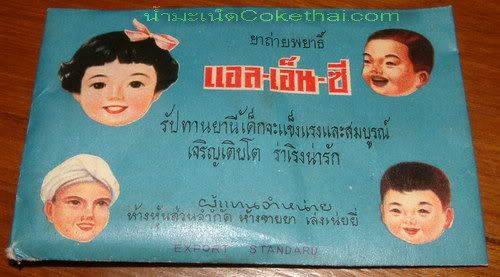 น้ำมะเน็ดCokethai.com
ยาถ่ายพยาธิ์
แอล-เอ็น-ซี
รับทานยานี้เด็กจะแข็งแรงและสมบูรณ์
เจริญเติบโต ร่าเริงน่ารัก
ผู้แทนจำหน่าย
ห้างหุ้นส่วนจำกัด ห้างขายยา เล่งเน่ยยี่
EXPORT STANDARD